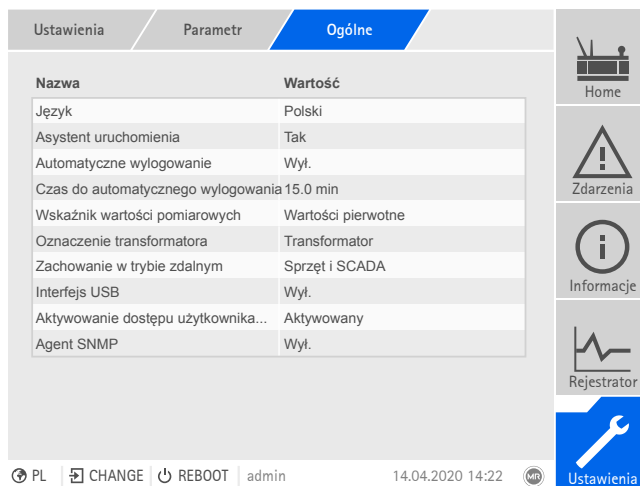 Ustawienia Parametr Ogólne
Nazwa Wartość
Język Polski
Asystent uruchomienia Tak
Automatyczne wylogowanie Wył.
Czas do automatycznego wylogowania 15.0 min
Wskaźnik wartości pomiarowych Wartości pierwotne
Oznaczenie transformatora Transformator
Zachowanie w trybie zdalnym Sprzęt i SCADA
Interfejs USB Wył.
Aktywowanie dostępu użytkownika... Aktywowany
Agent SNMP Wył.
Home
Zdarzenia
Informacje
Rejestrator
Ustawienia
PL CHANGE REBOOT admin 14.04.2020 14:22 MR